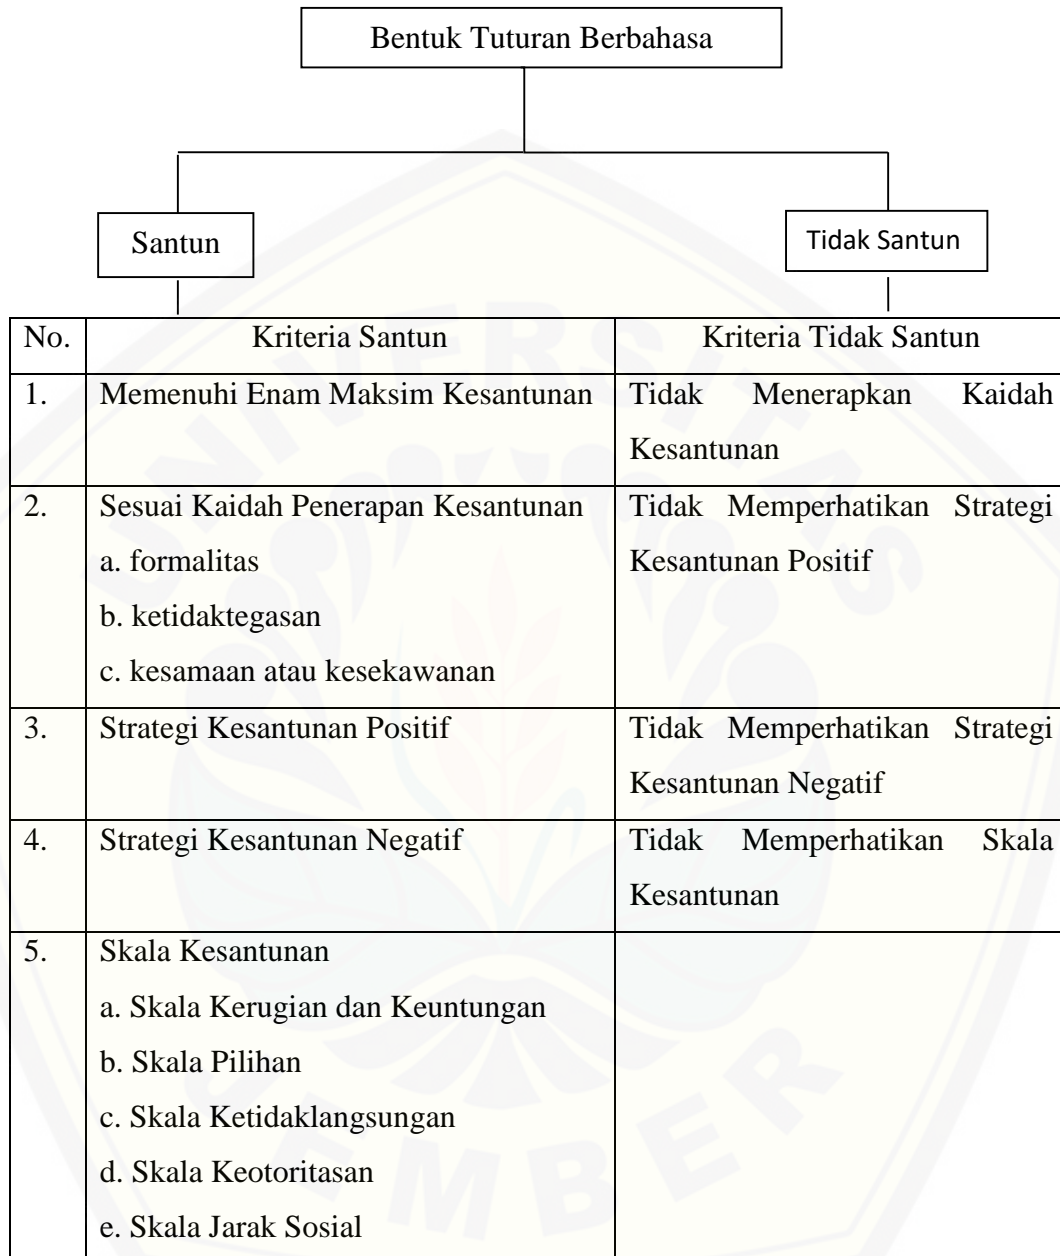 Bentuk Tuturan Berbahasa
Santun
Tidak Santun
No. Kriteria Santun Kriteria Tidak Santun
1. Memenuhi Enam Maksim Kesantunan Tidak Menerapkan Kaidah
Kesantunan
2. Sesuai Kaidah Penerapan Kesantunan Tidak Memperhatikan Strategi
a. formalitas Kesantunan Positif
b. ketidaktegasan
c. kesamaan atau kesekawanan
3. Strategi Kesantunan Positif Tidak Memperhatikan Strategi
Kesantunan Negatif
4. Strategi Kesantunan Negatif Tidak Memperhatikan Skala
Kesantunan
5. Skala Kesantunan
a. Skala Kerugian dan Keuntungan
b. Skala Pilihan
c. Skala Ketidaklangsungan
d. Skala Keotoritasan
e. Skala Jarak Sosial
UNIVERSITAS
JEMBER